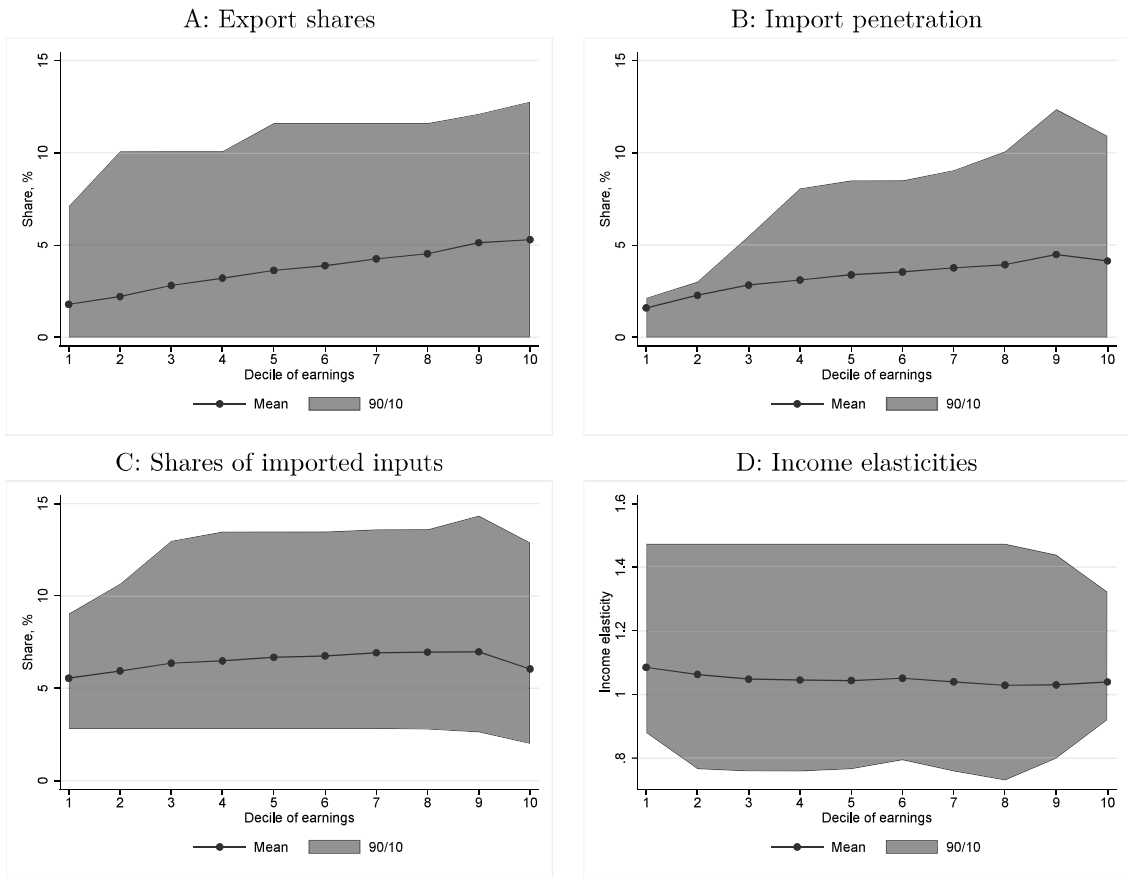 A: Export shares
15
10
5
0
Share, %
1 2 3 4 5 6 7 8 9 10
Decile of earnings
Mean 90/10
B: Import penetration
15
10
5
0
Share, %
1 2 3 4 5 6 7 8 9 10
Decile of earnings
Mean 90/10
C: Shares of imported inputs
15
10
5
0
Share, %
1 2 3 4 5 6 7 8 9 10
Decile of earnings
Mean 90/10
D: Income elasticities
1.6
1.4
1.2
1
.8
Income elasticity
1 2 3 4 5 6 7 8 9 10
Decile of earnings
Mean 90/10